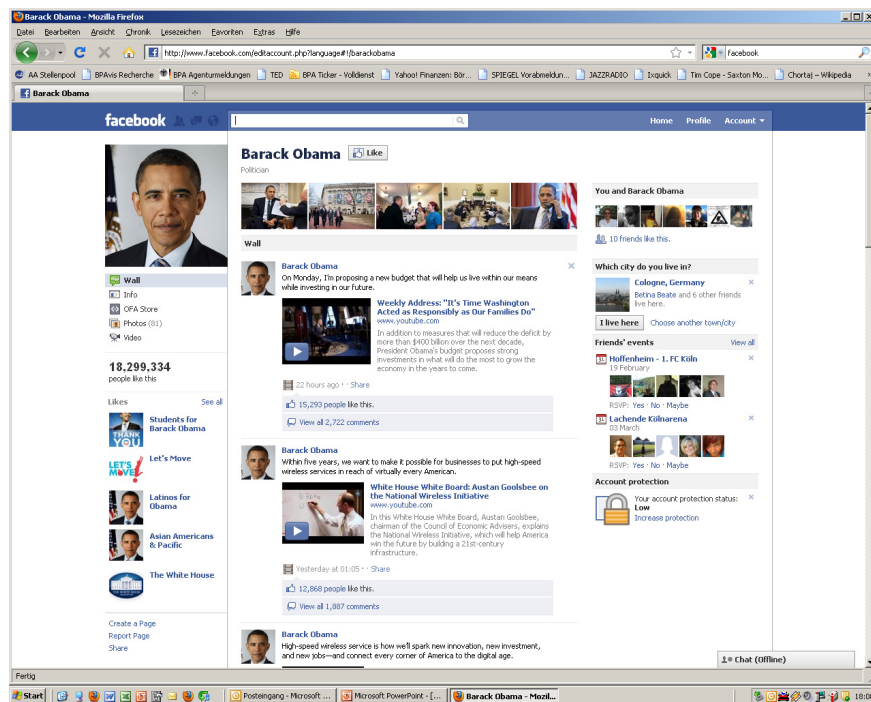 Barack Obama - Mozilla Firefox
Datei Bearbeiten Ansicht Chronik Lesezeichen Favoriten Extras Hilfe
http://www.facebook.com/editaccount.php?language#!/barackobama
facebook
AA Stellenpool BPAvis Recherche BPA Agenturmeldungen TED BPA Ticker - Volldienst Yahoo! Finanzen: Bör... SPIEGEL Vorabmeldun... JAZZRADIO Ixquick Tim Cope - Saxton Mo... Chortaj – Wikipedia
Barack Obama
facebook
Home Profile Account
Barack Obama Like
Politician
Wall
Info
OFA Store
Photos (81)
Video
18,299,334
people like this
Likes See all
Students for
Barack Obama
THANK
YOU
Let's Move
LET'S
MOVE!
Latinos for
Obama
Asian Americans
& Pacific
The White House
Create a Page
Report Page
Share
Wall
Barack Obama
On Monday, I'm proposing a new budget that will help us live within our means
while investing in our future.
Weekly Address: "It's Time Washington
Acted as Responsibly as Our Families Do"
www.youtube.com
In addition to measures that will reduce the deficit by
more than $400 billion over the next decade,
President Obama's budget proposes strong
investments in what will do the most to grow the
economy in the years to come.
22 hours ago · Share
15,293 people like this.
View all 2,722 comments
Barack Obama
Within five years, we want to make it possible for businesses to put high-speed
wireless services in reach of virtually every American.
White House White Board: Austan Goolsbee on
the National Wireless Initiative
www.youtube.com
In this White House White Board, Austan Goolsbee,
chairman of the Council of Economic Advisers, explains
the National Wireless Initiative, which will help America
win the future by building a 21st-century
infrastructure.
Yesterday at 01:05 · Share
12,868 people like this.
View all 1,887 comments
Barack Obama
High-speed wireless service is how we'll spark new innovation, new investment,
and new jobs—and connect every corner of America to the digital age.
You and Barack Obama
10 friends like this.
Which city do you live in?
Cologne, Germany
Betina Beate and 6 other friends
live here.
I live here Choose another town/city
Friends' events View all
31 Hoffenheim - 1. FC Köln
19 February
RSVP: Yes · No · Maybe
31 Lachende Kölnarena
03 March
RSVP: Yes · No · Maybe
Account protection
Your account protection status:
Low
Increase protection
Chat (Offline)
Fertig
Start Posteingang - Microsoft ... Microsoft PowerPoint - [... Barack Obama - Mozil...